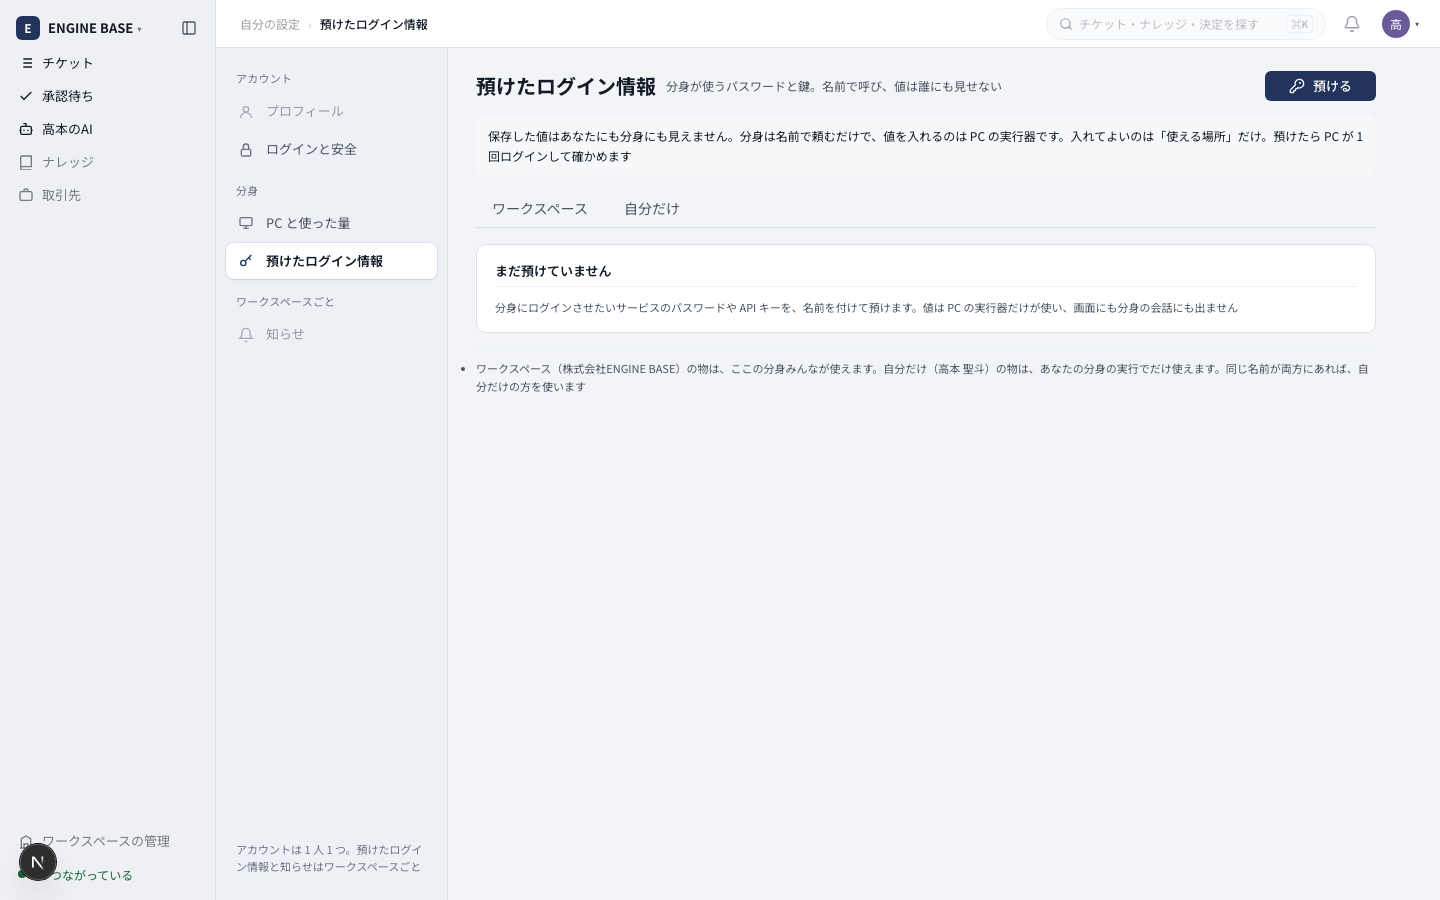 E ENGINE BASE
チケット
承認待ち
高本のAI
ナレッジ
取引先
ワークスペースの管理
N
つながっている
自分の設定 › 預けたログイン情報
チケット・ナレッジ・決定を探す ⌘K
高
アカウント
プロフィール
ログインと安全
分身
PC と使った量
預けたログイン情報
ワークスペースごと
知らせ
アカウントは 1 人 1 つ。預けたログイ
ン情報と知らせはワークスペースごと
預けたログイン情報 分身が使うパスワードと鍵。名前で呼び、値は誰にも見せない
預ける
保存した値はあなたにも分身にも見えません。分身は名前で頼むだけで、値を入れるのは PC の実行器です。入れてよいのは「使える場所」だけ。預けたら PC が 1
回ログインして確かめます
ワークスペース 自分だけ
まだ預けていません
分身にログインさせたいサービスのパスワードや API キーを、名前を付けて預けます。値は PC の実行器だけが使い、画面にも分身の会話にも出ません
ワークスペース（株式会社ENGINE BASE）の物は、ここの分身みんなが使えます。自分だけ（高本 聖斗）の物は、あなたの分身の実行でだけ使えます。同じ名前が両方にあれば、自
分だけの方を使います